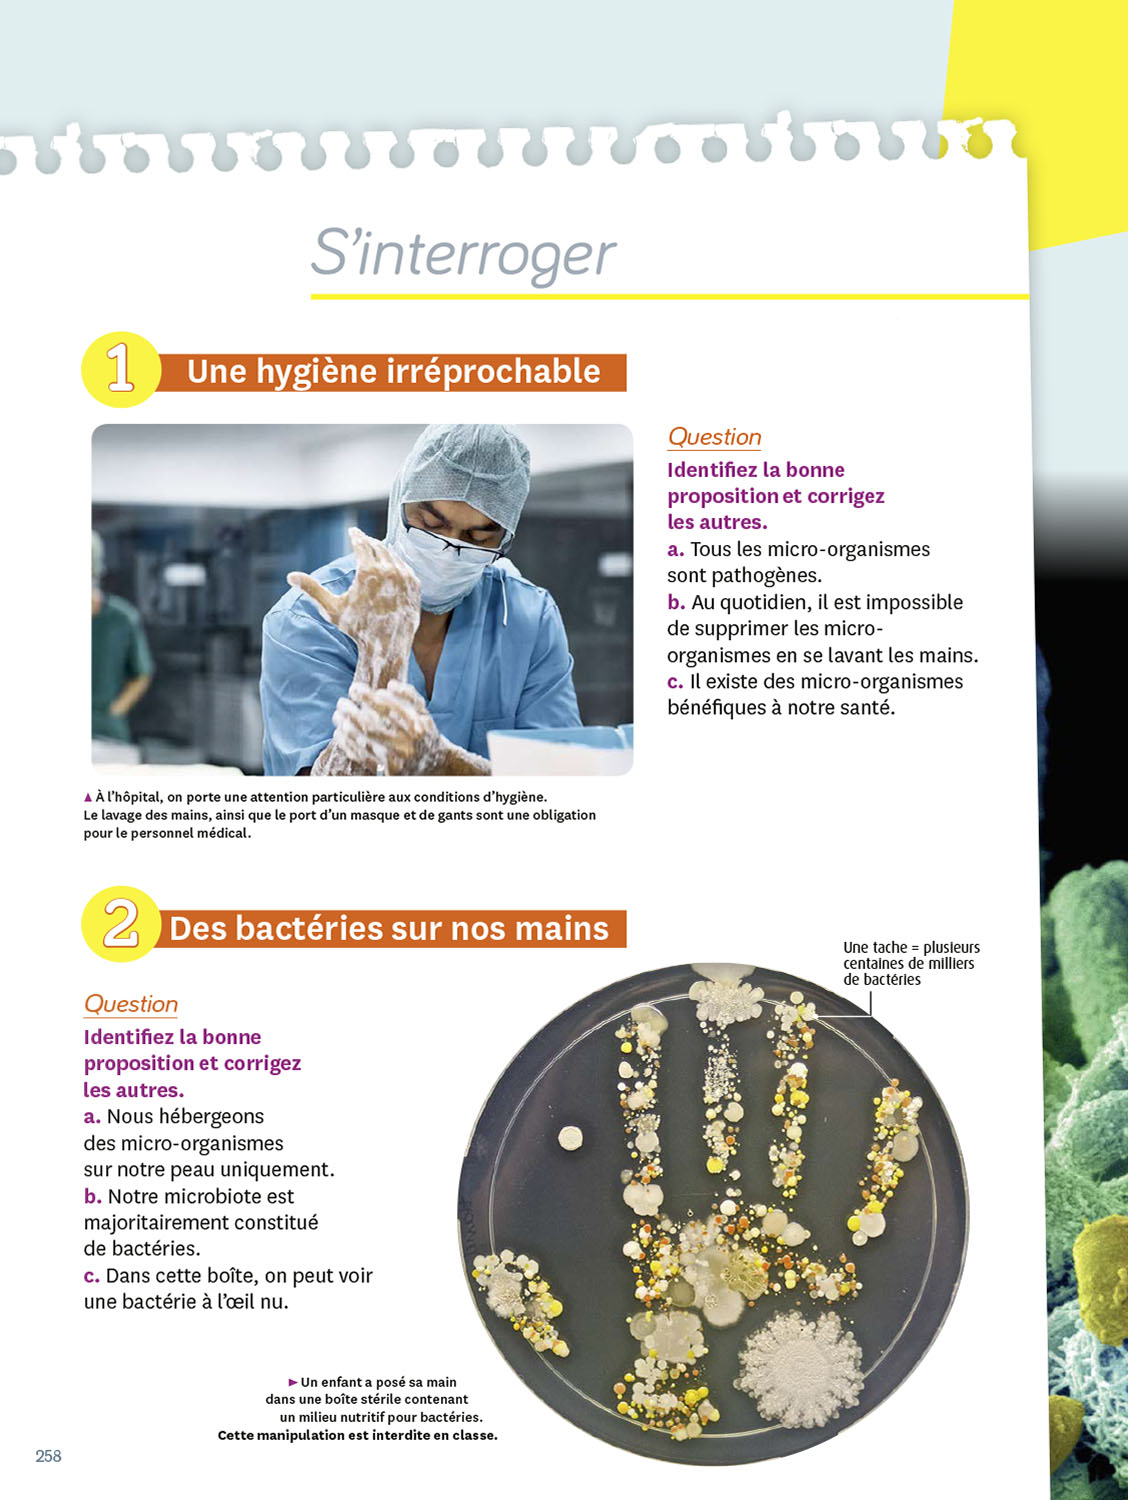 S'interroger
1 Une hygiène irréprochable
Question
Identifiez la bonne
proposition et corrigez
les autres.
a. Tous les micro-organismes
sont pathogènes.
b. Au quotidien, il est impossible
de supprimer les micro-
organismes en se lavant les mains.
c. Il existe des micro-organismes
bénéfiques à notre santé.
▲ À l'hôpital, on porte une attention particulière aux conditions d'hygiène.
Le lavage des mains, ainsi que le port d'un masque et de gants sont une obligation
pour le personnel médical.
2 Des bactéries sur nos mains
Une tache = plusieurs
centaines de milliers
de bactéries
Question
Identifiez la bonne
proposition et corrigez
les autres.
a. Nous hébergeons
des micro-organismes
sur notre peau uniquement.
b. Notre microbiote est
majoritairement constitué
de bactéries.
c. Dans cette boîte, on peut voir
une bactérie à l'œil nu.
► Un enfant a posé sa main
dans une boîte stérile contenant
un milieu nutritif pour bactéries.
Cette manipulation est interdite en classe.
258